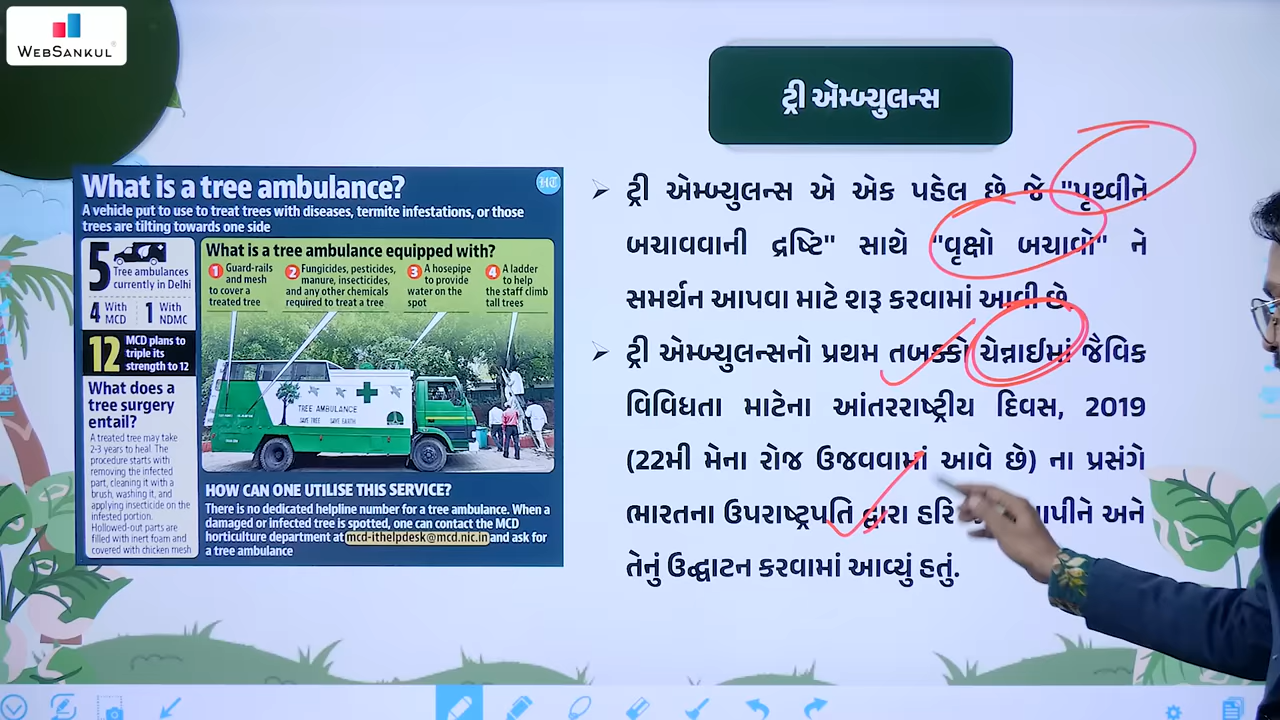 WEBSANKUL
ટ્રી ઍમ્બ્યુલન્સ
What is a tree ambulance?
HT
A vehicle put to use to treat trees with diseases, termite infestations, or those
trees are tilting towards one side
5
Tree ambulances
currently in Delhi
4 With
MCD
1 With
NDMC
12 MCD plans to
triple its
strength to 12
What does a
tree surgery
entail?
A treated tree may take
2-3 years to heal. The
procedure starts with
removing the infected
part, cleaning it with a
brush, washing it, and
applying insecticide on the
infested portion.
Hollowed-out parts are
filled with inert foam and
covered with chicken mesh
What is a tree ambulance equipped with?
1 Guard-rails
and mesh
to cover a
treated tree
2 Fungicides, pesticides,
manure, insecticides,
and any other chemicals
required to treat a tree
3 A hosepipe
to provide
water on the
spot
4 A ladder
to help
the staff climb
tall trees
TREE AMBULANCE
SAVE TREE SAVE EARTH
HOW CAN ONE UTILISE THIS SERVICE?
There is no dedicated helpline number for a tree ambulance. When a
damaged or infected tree is spotted, one can contact the MCD
horticulture department at mcd-ithelpdesk@mcd.nic.in and ask for
a tree ambulance
ટ્રી એમ્બ્યુલન્સ એ એક પહેલ છે જે "પૃથ્વીને
બચાવવાની દ્રષ્ટિ" સાથે "વૃક્ષો બચાવો" ને
સમર્થન આપવા માટે શરૂ કરવામાં આવી છે.
ટ્રી એમ્બ્યુલન્સનો પ્રથમ તબક્કો ચેન્નાઈમાં જૈવિક
વિવિધતા માટેના આંતરરાષ્ટ્રીય દિવસ, 2019
(22મી મેના રોજ ઉજવવામાં આવે છે) ના પ્રસંગે
ભારતના ઉપરાષ્ટ્રપતિ દ્વારા અને
તેનું ઉદ્ઘાટન કરવામાં આવ્યું હતું.